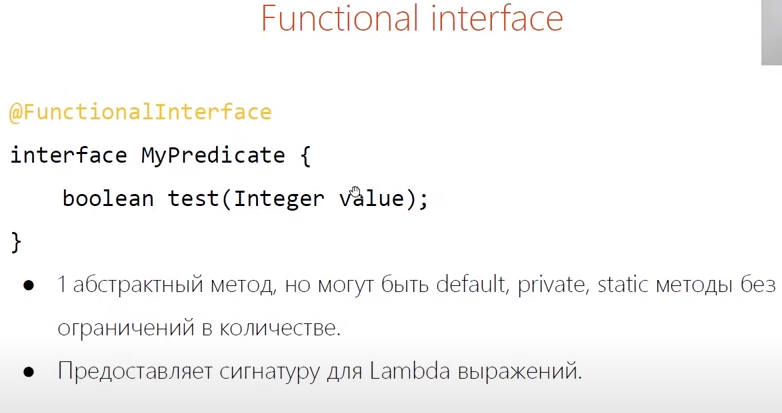 Functional interface
@FunctionalInterface
interface MyPredicate {
boolean test(Integer value);
}
● 1 абстрактный метод, но могут быть default, private, static методы без
ограничений в количестве.
● Предоставляет сигнатуру для Lambda выражений.